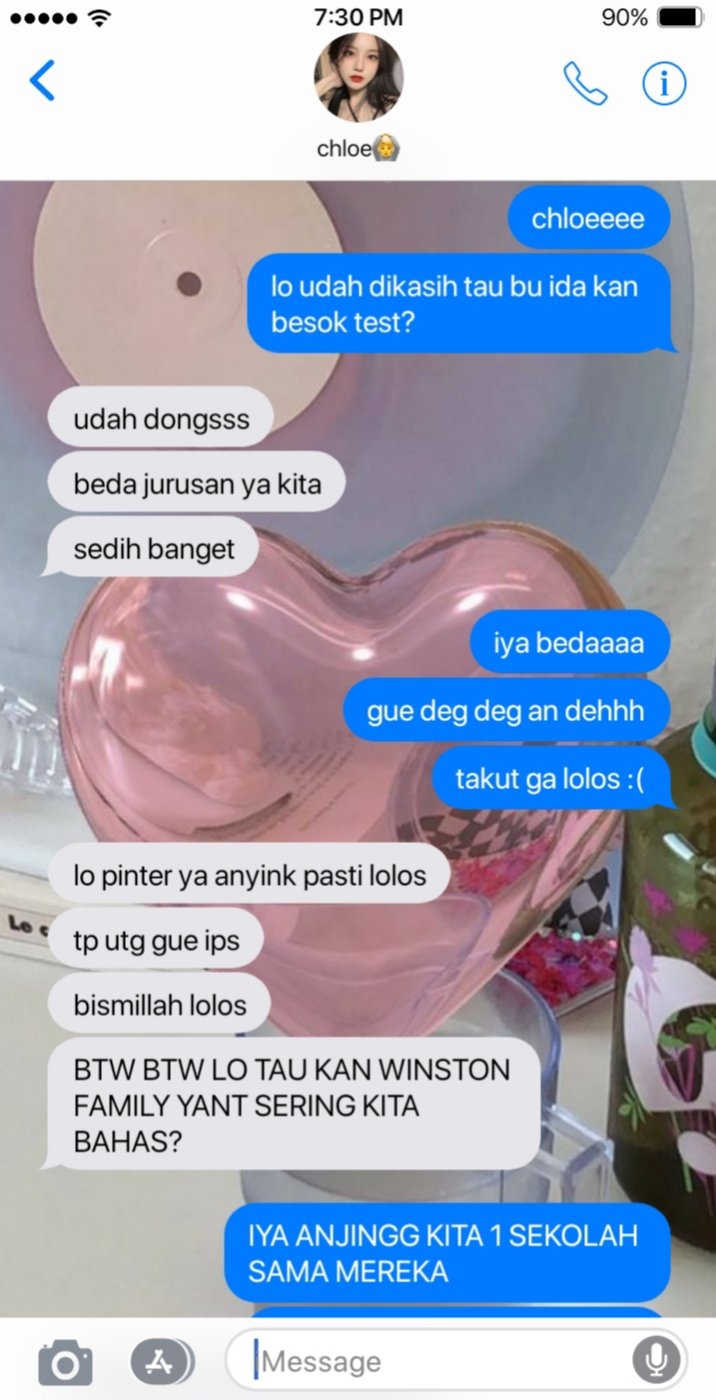 7:30 PM
90%
chloe
chloeeee
lo udah dikasih tau bu ida kan
besok test?
udah dongsss
beda jurusan ya kita
sedih banget
iya bedaaaa
gue deg deg an dehhh
takut ga lolos :(
lo pinter ya anyink pasti lolos
tp utg gue ips
bismillah lolos
BTW BTW LO TAU KAN WINSTON
FAMILY YANT SERING KITA
BAHAS?
IYA ANJINGG KITA 1 SEKOLAH
SAMA MEREKA
Message